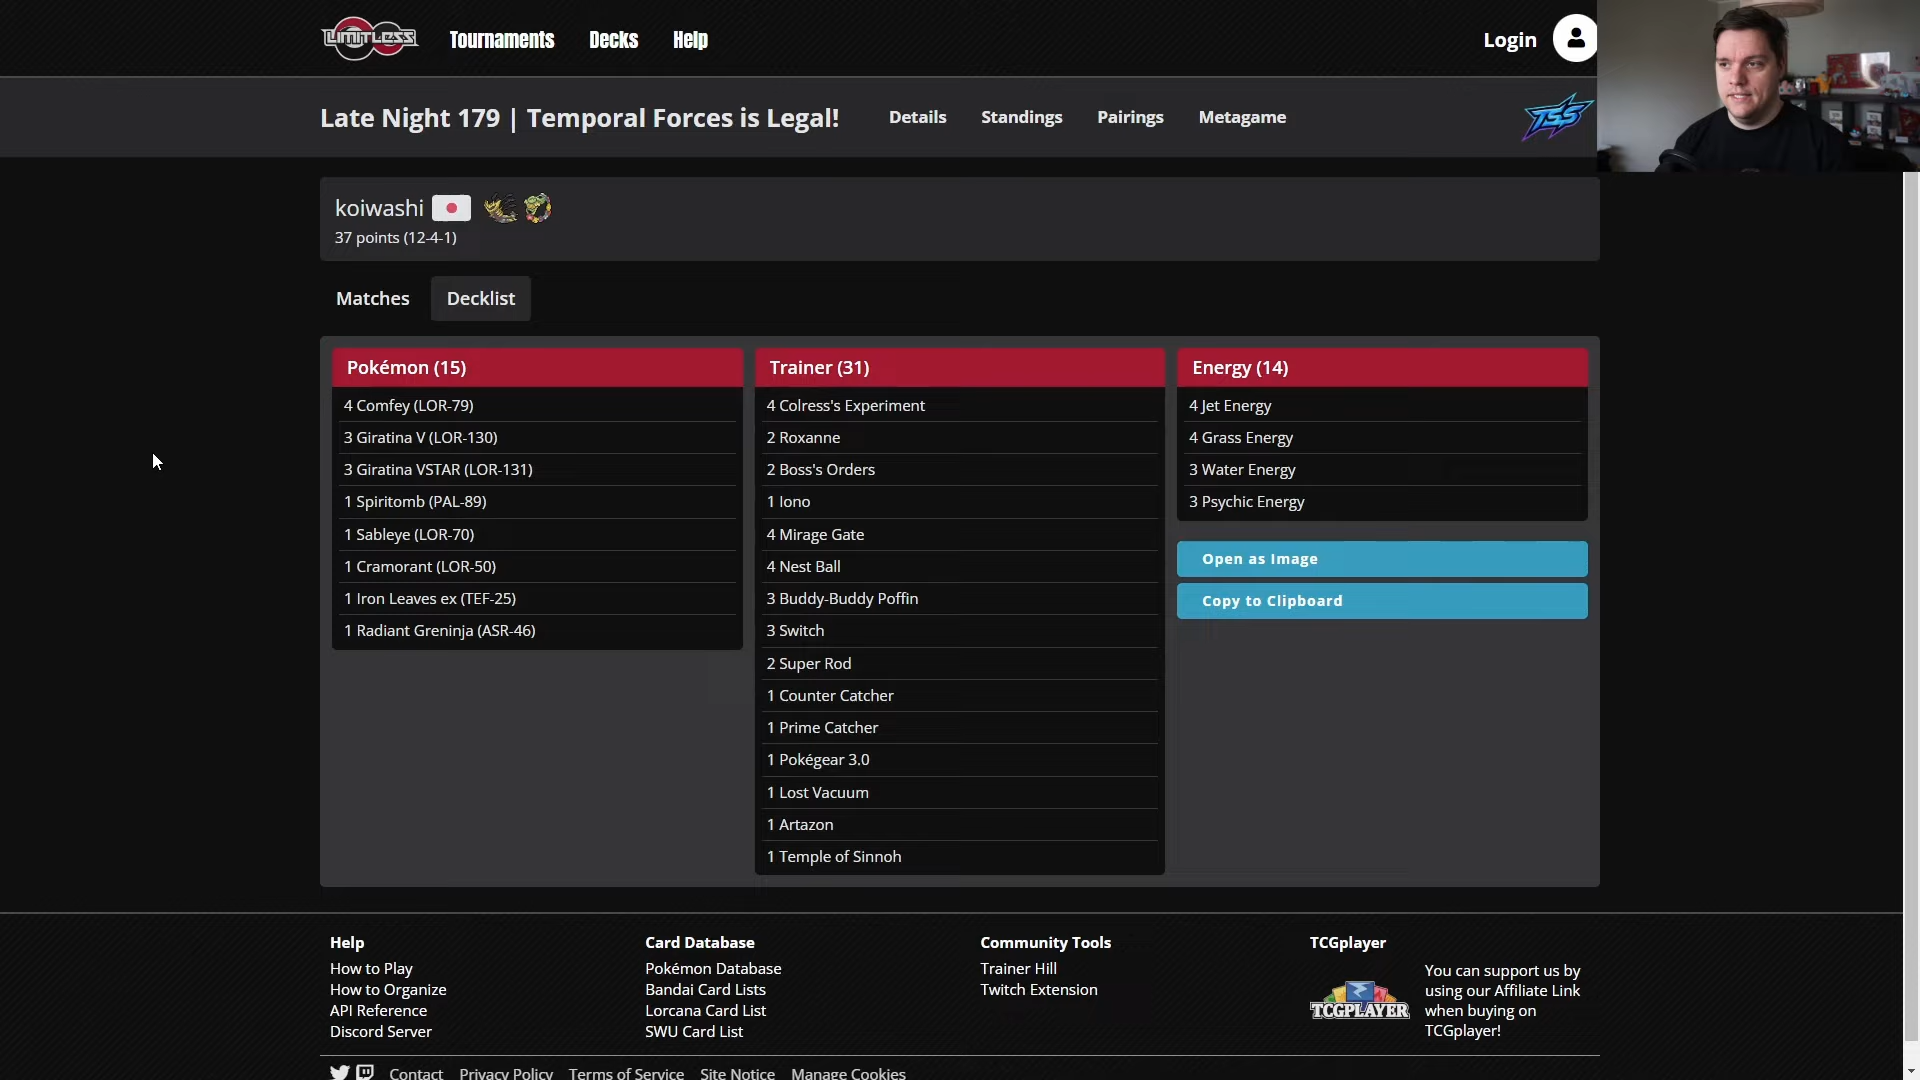 LIMITLESS
Tournaments
Decks
Help
Login
Late Night 179 | Temporal Forces is Legal!
Details
Standings
Pairings
Metagame
TSS
koiwashi
37 points (12-4-1)
Matches
Decklist
Pokémon (15)
4 Comfey (LOR-79)
3 Giratina V (LOR-130)
3 Giratina VSTAR (LOR-131)
1 Spiritomb (PAL-89)
1 Sableye (LOR-70)
1 Cramorant (LOR-50)
1 Iron Leaves ex (TEF-25)
1 Radiant Greninja (ASR-46)
Trainer (31)
4 Colress's Experiment
2 Roxanne
2 Boss's Orders
1 Iono
4 Mirage Gate
4 Nest Ball
3 Buddy-Buddy Poffin
3 Switch
2 Super Rod
1 Counter Catcher
1 Prime Catcher
1 Pokégear 3.0
1 Lost Vacuum
1 Artazon
1 Temple of Sinnoh
Energy (14)
4 Jet Energy
4 Grass Energy
3 Water Energy
3 Psychic Energy
Open as Image
Copy to Clipboard
Help
How to Play
How to Organize
API Reference
Discord Server
Card Database
Pokémon Database
Bandai Card Lists
Lorcana Card List
SWU Card List
Community Tools
Trainer Hill
Twitch Extension
TCGplayer
TCGPLAYER
You can support us by
using our Affiliate Link
when buying on
TCGplayer!
Contact
Privacy Policy
Terms of Service
Site Notice
Manage Cookies